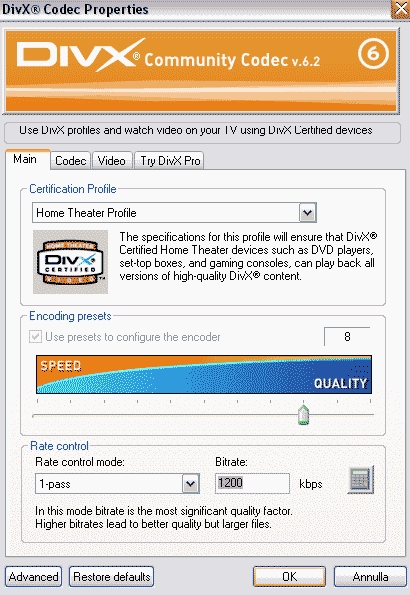 DivX® Codec Properties
DIVX® Community Codec v.6.2 6
Use DivX profiles and watch video on your TV using DivX Certified devices
Main Codec Video Try DivX Pro
Certification Profile
Home Theater Profile
HOME THEATER
DIVX
CERTIFIED
The specifications for this profile will ensure that DivX®
Certified Home Theater devices such as DVD players,
set-top boxes, and gaming consoles, can play back all
versions of high-quality DivX® content.
Encoding presets
Use presets to configure the encoder 8
SPEED
QUALITY
Rate control
Rate control mode: Bitrate:
1-pass 1200 kbps
In this mode bitrate is the most significant quality factor.
Higher bitrates lead to better quality but larger files.
Advanced Restore defaults OK Annulla